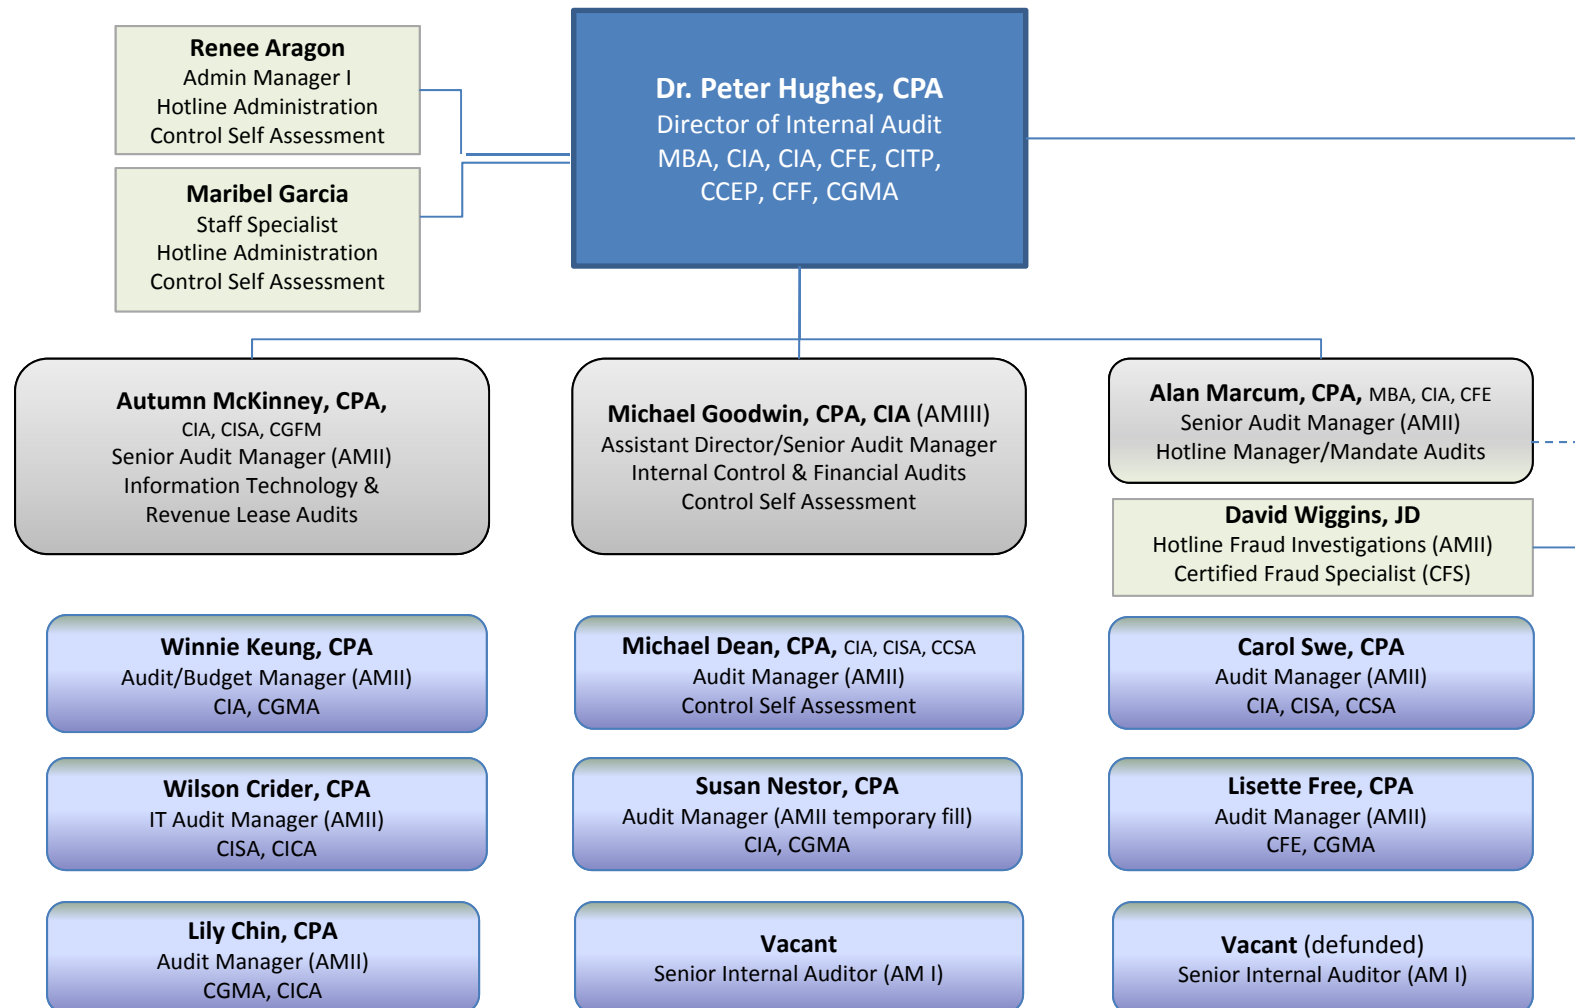 Renee Aragon
Admin Manager I
Hotline Administration
Control Self Assessment
Maribel Garcia
Staff Specialist
Hotline Administration
Control Self Assessment
Dr. Peter Hughes, CPA
Director of Internal Audit
MBA, CIA, CIA, CFE, CITP,
CCEP, CFF, CGMA
Autumn McKinney, CPA,
CIA, CISA, CGFM
Senior Audit Manager (AMII)
Information Technology &
Revenue Lease Audits
Michael Goodwin, CPA, CIA (AMIII)
Assistant Director/Senior Audit Manager
Internal Control & Financial Audits
Control Self Assessment
Alan Marcum, CPA, MBA, CIA, CFE
Senior Audit Manager (AMII)
Hotline Manager/Mandate Audits
David Wiggins, JD
Hotline Fraud Investigations (AMII)
Certified Fraud Specialist (CFS)
Winnie Keung, CPA
Audit/Budget Manager (AMII)
CIA, CGMA
Michael Dean, CPA, CIA, CISA, CCSA
Audit Manager (AMII)
Control Self Assessment
Carol Swe, CPA
Audit Manager (AMII)
CIA, CISA, CCSA
Wilson Crider, CPA
IT Audit Manager (AMII)
CISA, CICA
Susan Nestor, CPA
Audit Manager (AMII temporary fill)
CIA, CGMA
Lisette Free, CPA
Audit Manager (AMII)
CFE, CGMA
Lily Chin, CPA
Audit Manager (AMII)
CGMA, CICA
Vacant
Senior Internal Auditor (AM I)
Vacant (defunded)
Senior Internal Auditor (AM I)